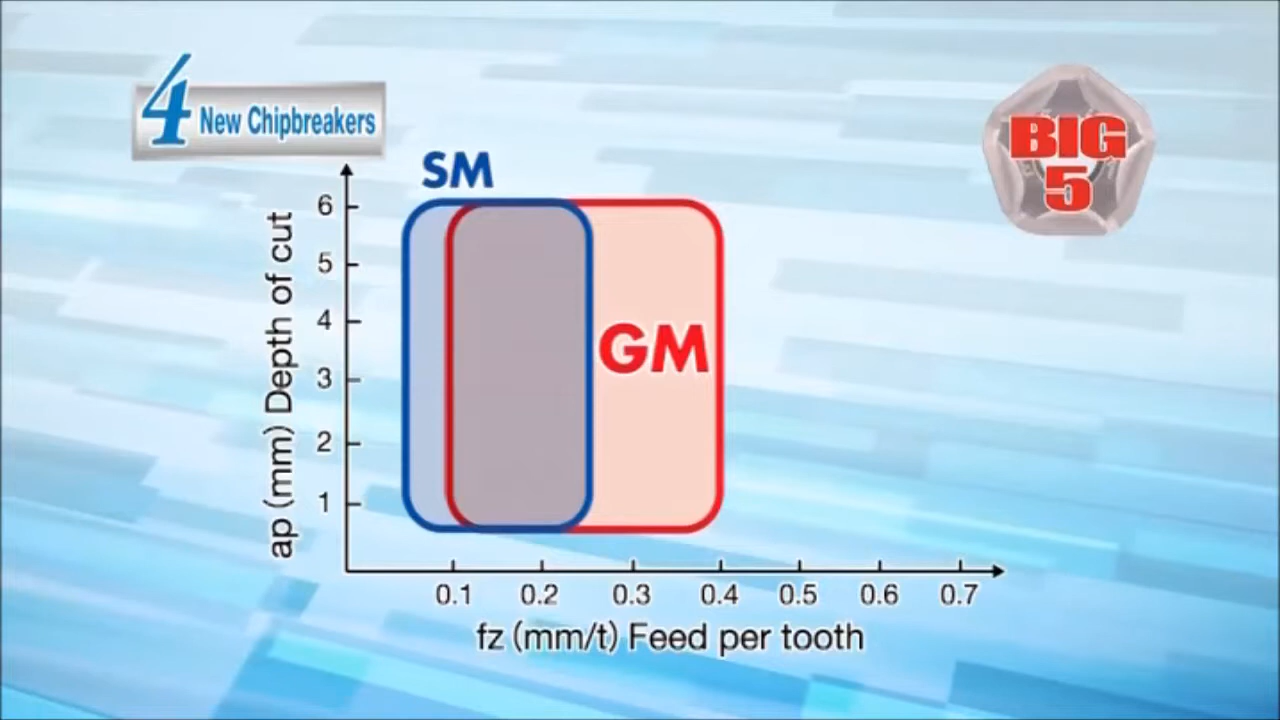 4 New Chipbreakers
BIG
5
SM
GM
ap (mm) Depth of cut
6
5
4
3
2
1
0.1 0.2 0.3 0.4 0.5 0.6 0.7
fz (mm/t) Feed per tooth